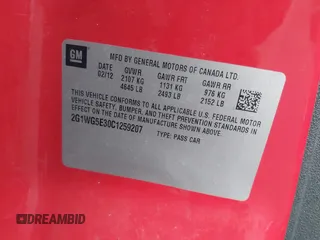 GM
MFD BY GENERAL MOTORS OF CANADA LTD.
DATE GVWR GAWR FRT GAWR RR
02/12 2107 KG 1131 KG 976 KG
4645 LB 2493 LB 2152 LB
THIS VEHICLE CONFORMS TO ALL APPLICABLE U.S. FEDERAL MOTOR
VEHICLE SAFETY, BUMPER, AND THEFT PREVENTION STANDARDS IN
EFFECT ON THE DATE OF MANUFACTURE SHOWN ABOVE.
2G1WG5E30C1259207 TYPE: PASS CAR
DREAMBID